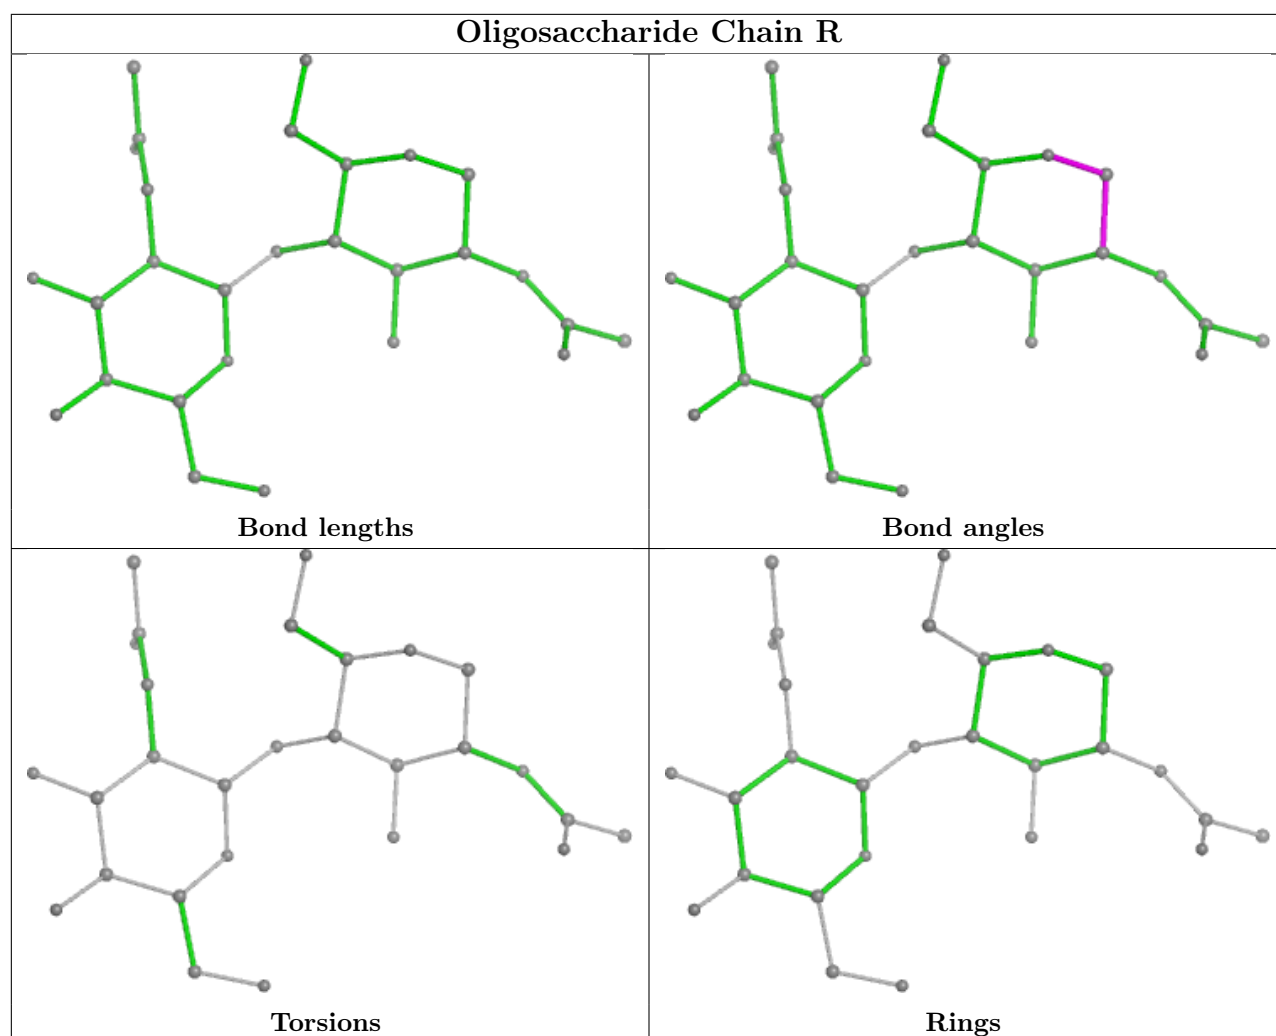 Oligosaccharide Chain R
Bond lengths
Bond angles
Torsions
Rings